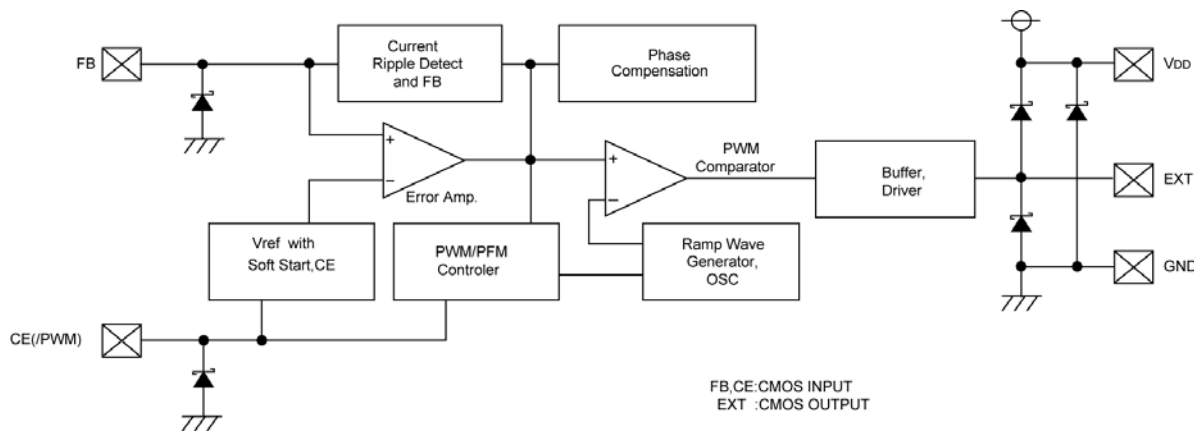 FB
Current
Ripple Detect
and FB
Phase
Compensation
VDD
+
−
Error Amp.
+
−
PWM
Comparator
Buffer,
Driver
EXT
Vref with
Soft Start,CE
PWM/PFM
Controler
Ramp Wave
Generator,
OSC
GND
CE(/PWM)
FB,CE:CMOS INPUT
EXT :CMOS OUTPUT